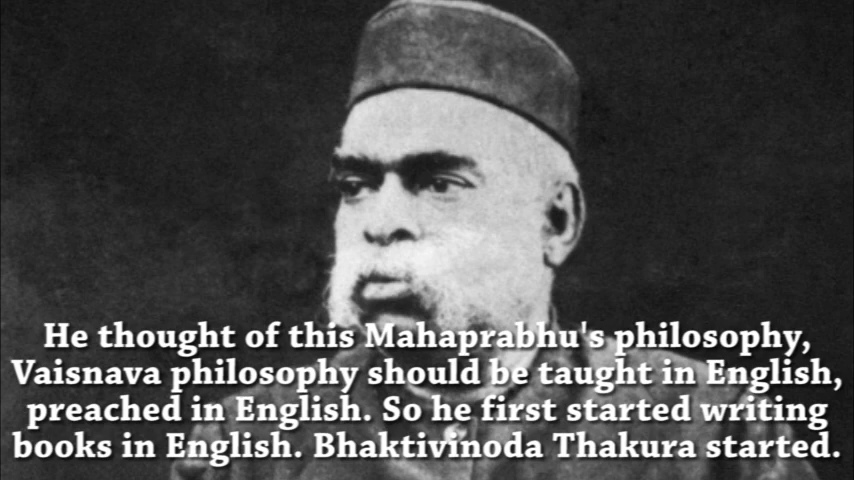 He thought of this Mahaprabhu's philosophy,
Vaisnava philosophy should be taught in English,
preached in English. So he first started writing
books in English. Bhaktivinoda Thakura started.